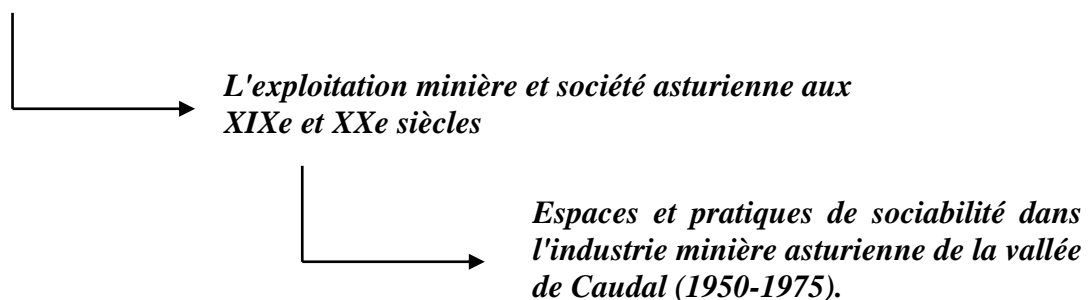 L'exploitation minière et société asturienne aux
XIXe et XXe siècles
Espaces et pratiques de sociabilité dans
l'industrie minière asturienne de la vallée
de Caudal (1950-1975).